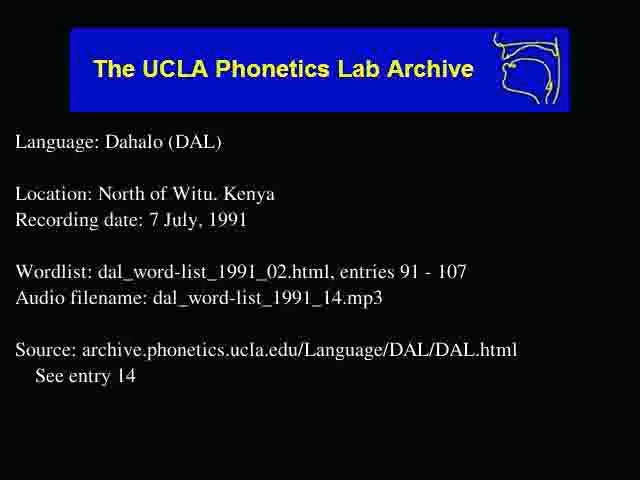 The UCLA Phonetics Lab Archive
Language: Dahalo (DAL)
Location: North of Witu. Kenya
Recording date: 7 July, 1991
Wordlist: dal_word-list_1991_02.html, entries 91 - 107
Audio filename: dal_word-list_1991_14.mp3
Source: archive.phonetics.ucla.edu/Language/DAL/DAL.html
See entry 14